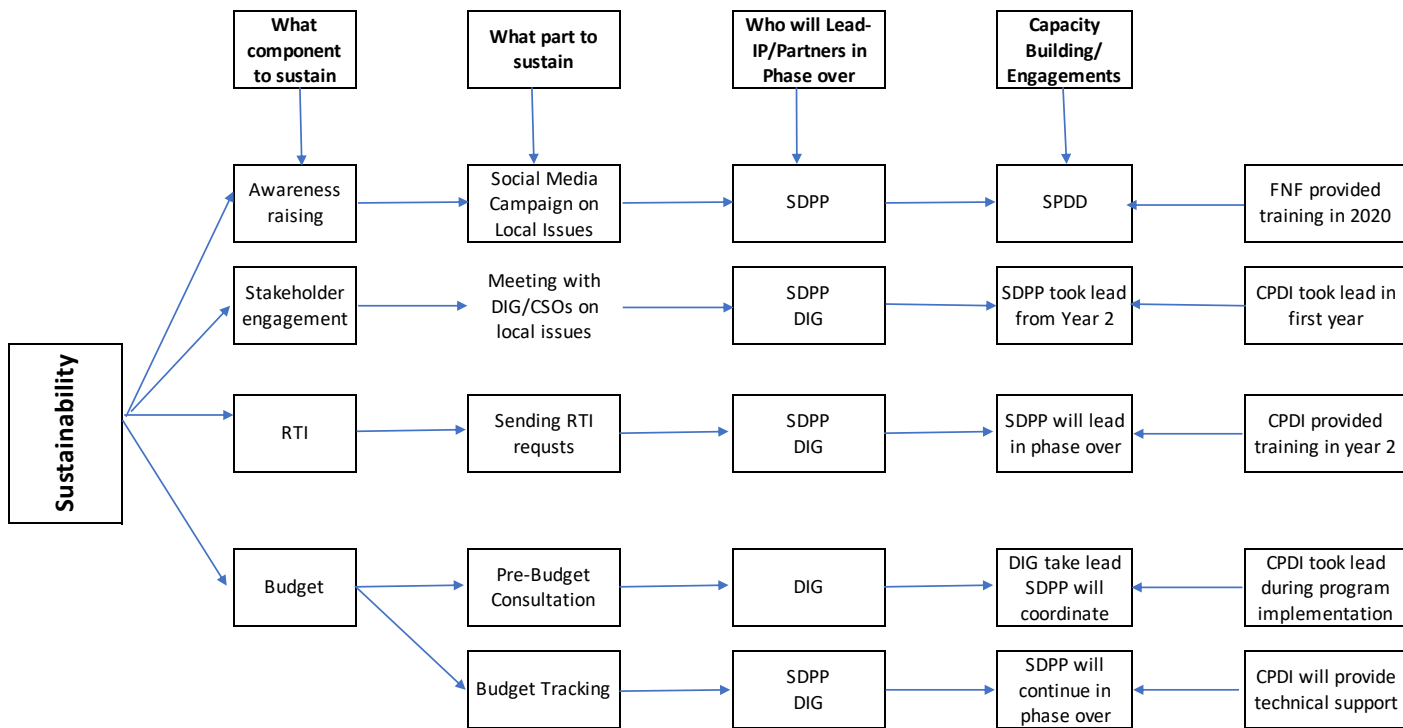 What
component
to sustain
What part to
sustain
Who will Lead-
IP/Partners in
Phase over
Capacity
Building/
Engagements
Awareness
raising
Social Media
Campaign on
Local Issues
SDPP
SPDD
FNF provided
training in 2020
Stakeholder
engagement
Meeting with
DIG/CSOs on
local issues
SDPP
DIG
SDPP took lead
from Year 2
CPDI took lead in
first year
Sustainability
RTI
Sending RTI
requsts
SDPP
DIG
SDPP will lead
in phase over
CPDI provided
training in year 2
Budget
Pre-Budget
Consultation
DIG
DIG take lead
SDPP will
coordinate
CPDI took lead
during program
implementation
Budget Tracking
SDPP
DIG
SDPP will
continue in
phase over
CPDI will provide
technical support